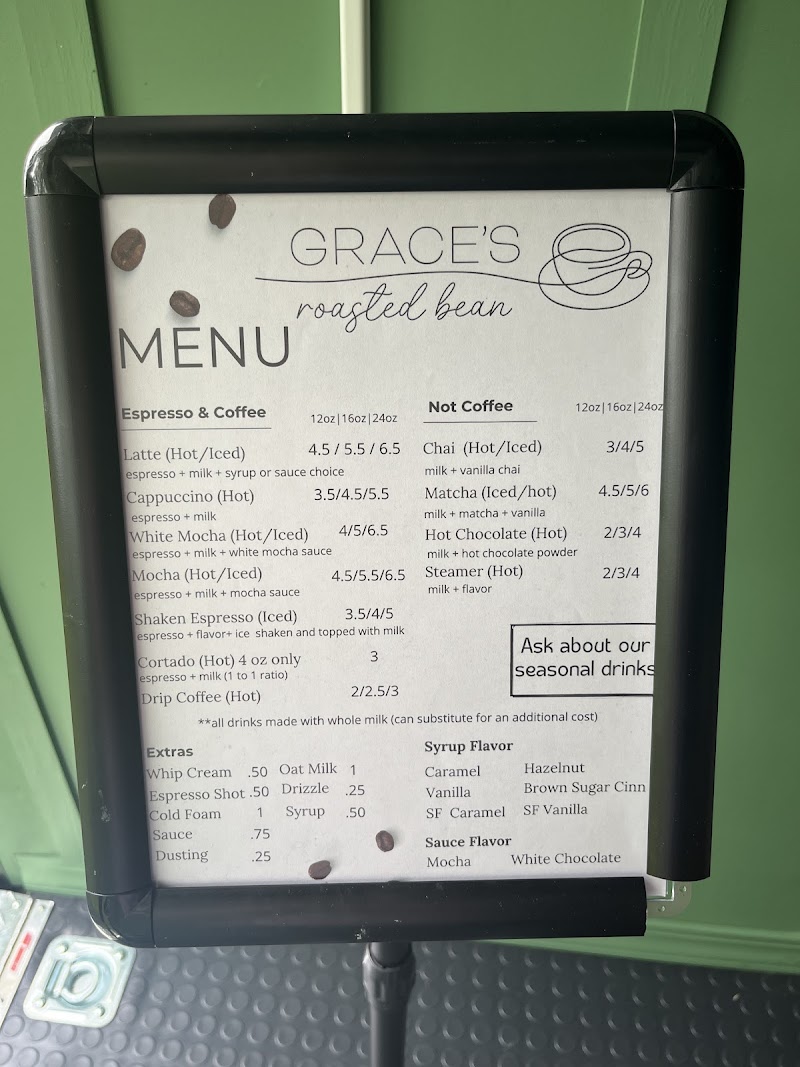 GRACE'S
roasted bean
MENU
Espresso & Coffee 12oz|16oz|24oz
Latte (Hot/Iced) 4.5 / 5.5 / 6.5
espresso + milk + syrup or sauce choice
Cappuccino (Hot) 3.5/4.5/5.5
espresso + milk
White Mocha (Hot/Iced) 4/5/6.5
espresso + milk + white mocha sauce
Mocha (Hot/Iced) 4.5/5.5/6.5
espresso + milk + mocha sauce
Shaken Espresso (Iced) 3.5/4/5
espresso + flavor+ ice shaken and topped with milk
Cortado (Hot) 4 oz only 3
espresso + milk (1 to 1 ratio)
Drip Coffee (Hot) 2/2.5/3
Not Coffee 12oz|16oz|24oz
Chai (Hot/Iced) 3/4/5
milk + vanilla chai
Matcha (Iced/hot) 4.5/5/6
milk + matcha + vanilla
Hot Chocolate (Hot) 2/3/4
milk + hot chocolate powder
Steamer (Hot) 2/3/4
milk + flavor
Ask about our
seasonal drinks
**all drinks made with whole milk (can substitute for an additional cost)
Extras
Whip Cream .50 Oat Milk 1
Espresso Shot .50 Drizzle .25
Cold Foam 1 Syrup .50
Sauce .75
Dusting .25
Syrup Flavor
Caramel Hazelnut
Vanilla Brown Sugar Cinn
SF Caramel SF Vanilla
Sauce Flavor
Mocha White Chocolate